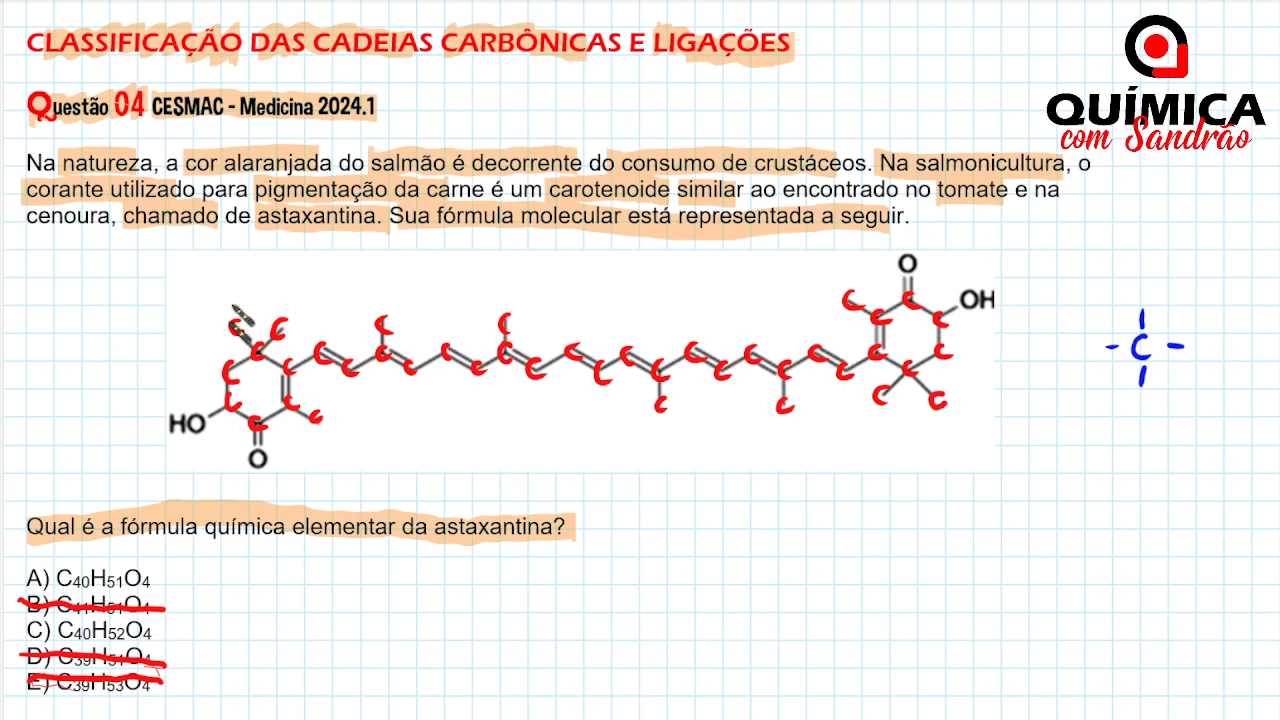 CLASSIFICAÇÃO DAS CADEIAS CARBÔNICAS E LIGAÇÕES
QUÍMICA
com Sandrão
Questão 04 CESMAC - Medicina 2024.1
Na natureza, a cor alaranjada do salmão é decorrente do consumo de crustáceos. Na salmonicultura, o
corante utilizado para pigmentação da carne é um carotenoide similar ao encontrado no tomate e na
cenoura, chamado de astaxantina. Sua fórmula molecular está representada a seguir.
O
OH
C C C C C C C C C C C C C C C C C C C C C C C C C C C C C C C C C C C C C C C C
- C -
HO
O
Qual é a fórmula química elementar da astaxantina?
A) C₄₀H₅₁O₄
B) C₄₁H₅₁O₄
C) C₄₀H₅₂O₄
D) C₃₉H₅₁O₄
E) C₃₉H₅₃O₄